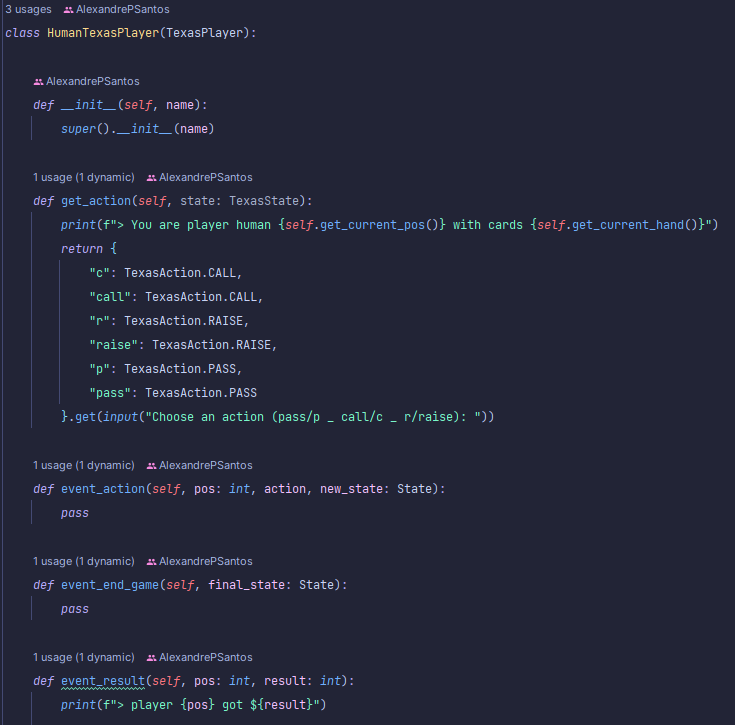 3 usages AlexandrePSantos
class HumanTexasPlayer(TexasPlayer):
AlexandrePSantos
def __init__(self, name):
super().__init__(name)
1 usage (1 dynamic) AlexandrePSantos
def get_action(self, state: TexasState):
print(f"> You are player human {self.get_current_pos()} with cards {self.get_current_hand()}")
return {
"c": TexasAction.CALL,
"call": TexasAction.CALL,
"r": TexasAction.RAISE,
"raise": TexasAction.RAISE,
"p": TexasAction.PASS,
"pass": TexasAction.PASS
}.get(input("Choose an action (pass/p _ call/c _ r/raise): "))
1 usage (1 dynamic) AlexandrePSantos
def event_action(self, pos: int, action, new_state: State):
pass
1 usage (1 dynamic) AlexandrePSantos
def event_end_game(self, final_state: State):
pass
1 usage (1 dynamic) AlexandrePSantos
def event_result(self, pos: int, result: int):
print(f"> player {pos} got ${result}")